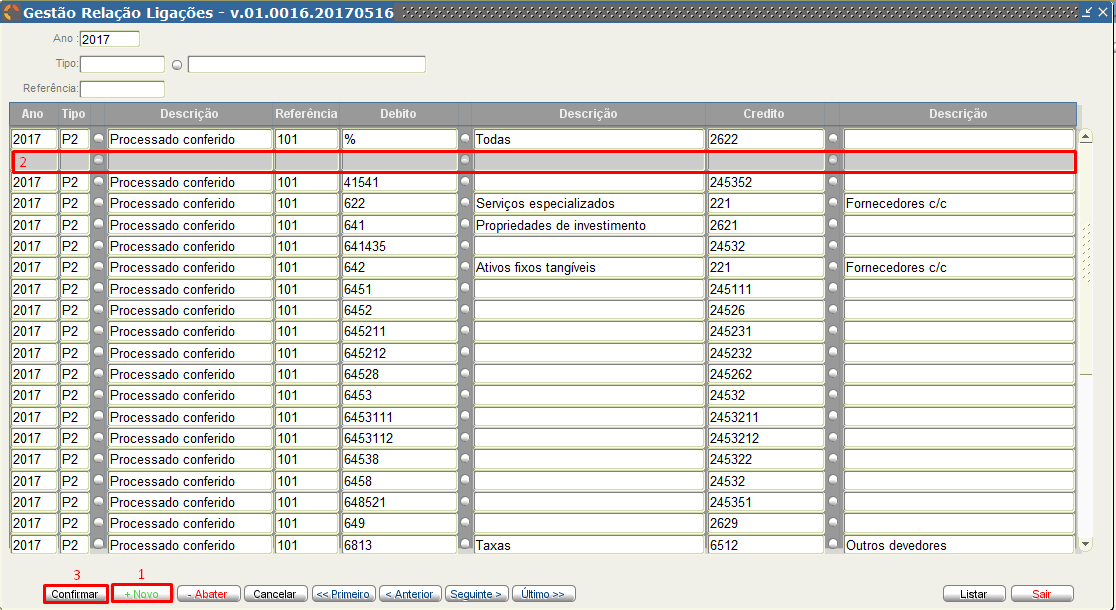 Gestão Relação Ligações - v.01.0016.20170516
Ano : 2017
Tipo:
Referência:
Ano Tipo Descrição Referência Debito Descrição Credito Descrição
2017 P2 Processado conferido 101 % Todas 2622
2
2017 P2 Processado conferido 101 41541 245352
2017 P2 Processado conferido 101 622 Serviços especializados 221 Fornecedores c/c
2017 P2 Processado conferido 101 641 Propriedades de investimento 2621
2017 P2 Processado conferido 101 641435 24532
2017 P2 Processado conferido 101 642 Ativos fixos tangíveis 221 Fornecedores c/c
2017 P2 Processado conferido 101 6451 245111
2017 P2 Processado conferido 101 6452 24526
2017 P2 Processado conferido 101 645211 245231
2017 P2 Processado conferido 101 645212 245232
2017 P2 Processado conferido 101 64528 245262
2017 P2 Processado conferido 101 6453 24532
2017 P2 Processado conferido 101 6453111 2453211
2017 P2 Processado conferido 101 6453112 2453212
2017 P2 Processado conferido 101 64538 245322
2017 P2 Processado conferido 101 6458 24532
2017 P2 Processado conferido 101 648521 245351
2017 P2 Processado conferido 101 649 2629
2017 P2 Processado conferido 101 6813 Taxas 6512 Outros devedores
3 1
Confirmar + Novo - Abater Cancelar << Primeiro < Anterior Seguinte > Último >> Listar Sair